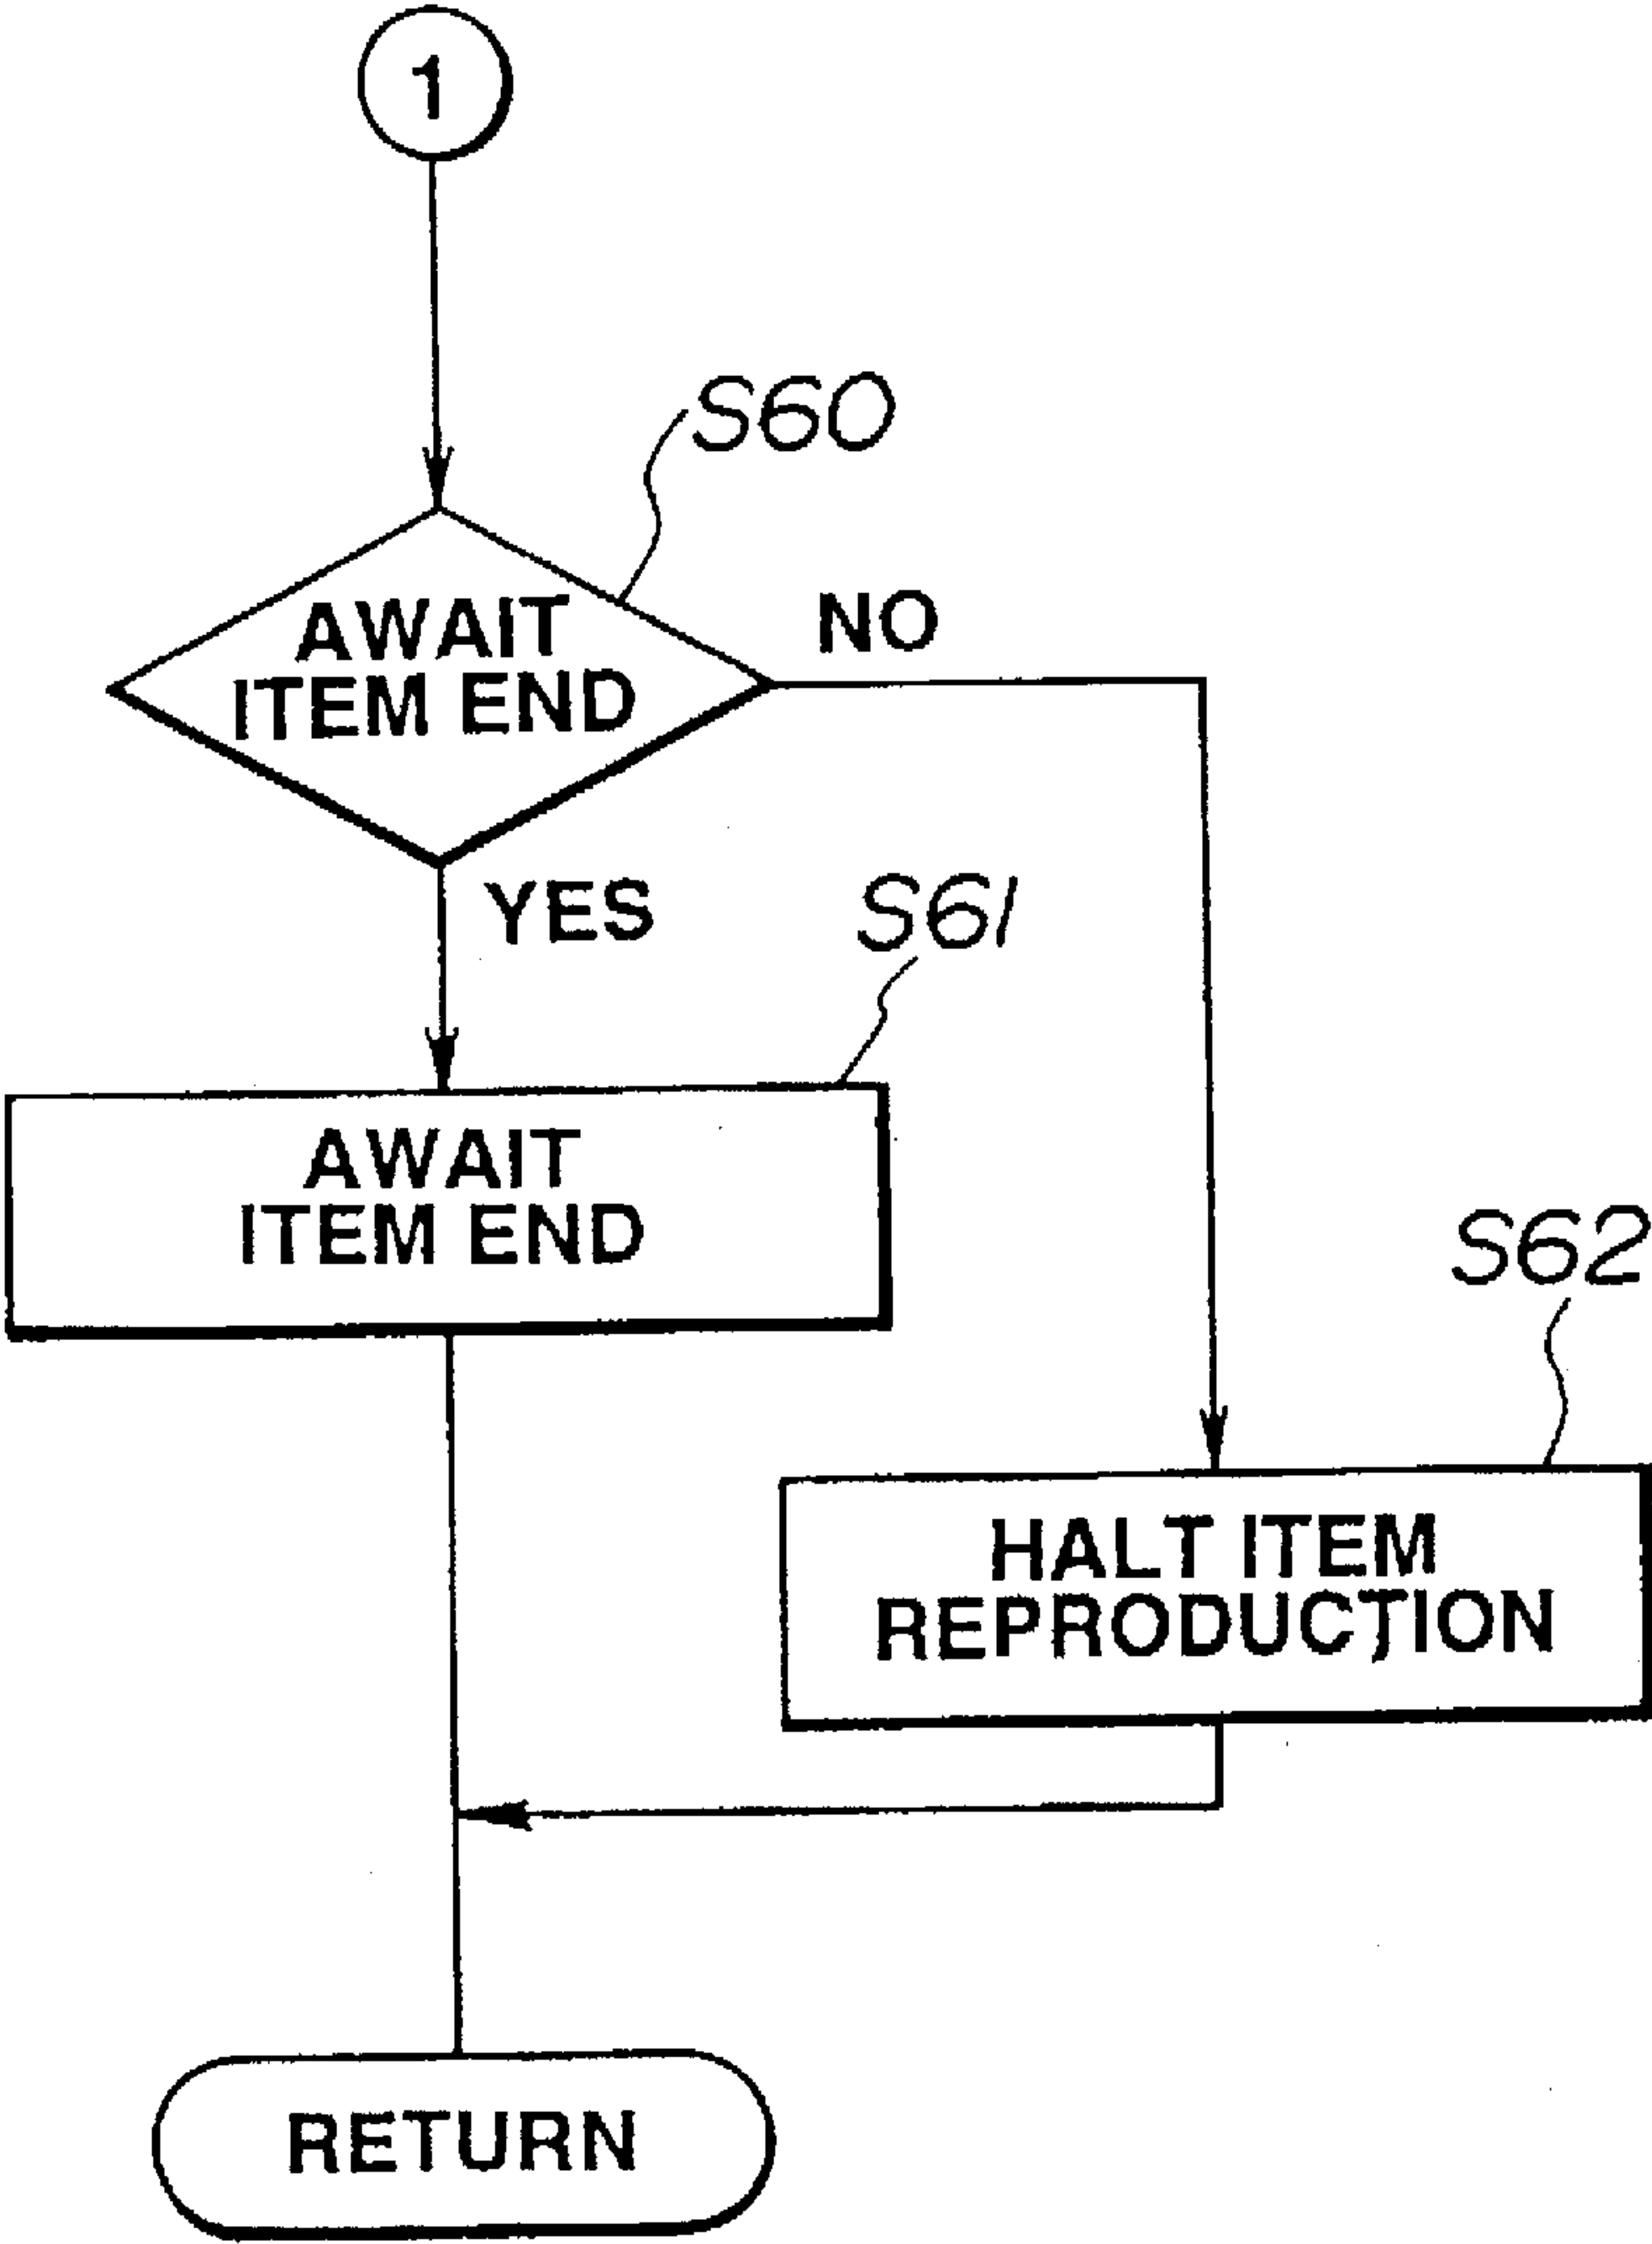 1
S60
AWAIT
ITEM END
NO
YES
S61
AWAIT
ITEM END
S62
HALT ITEM
REPRODUCTION
RETURN